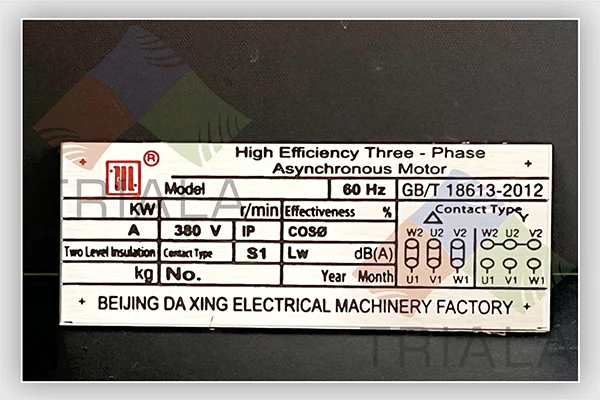 ® High Efficiency Three - Phase
Asynchronous Motor
Model 60 Hz GB/T 18613-2012
KW r/min Effectiveness % Contact Type
△ Y
A 380 V IP COSØ
W2 U2 V2 W2 U2 V2
Two Level Insulation Contact Type S1 Lw dB(A)
U1 V1 W1 U1 V1 W1
kg No. Year Month
BEIJING DA XING ELECTRICAL MACHINERY FACTORY
TRIALA
TRIALA